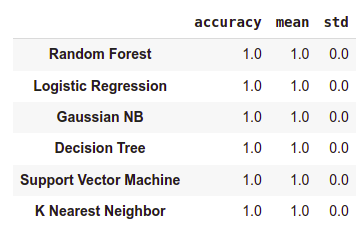 accuracy mean std
Random Forest 1.0 1.0 0.0
Logistic Regression 1.0 1.0 0.0
Gaussian NB 1.0 1.0 0.0
Decision Tree 1.0 1.0 0.0
Support Vector Machine 1.0 1.0 0.0
K Nearest Neighbor 1.0 1.0 0.0